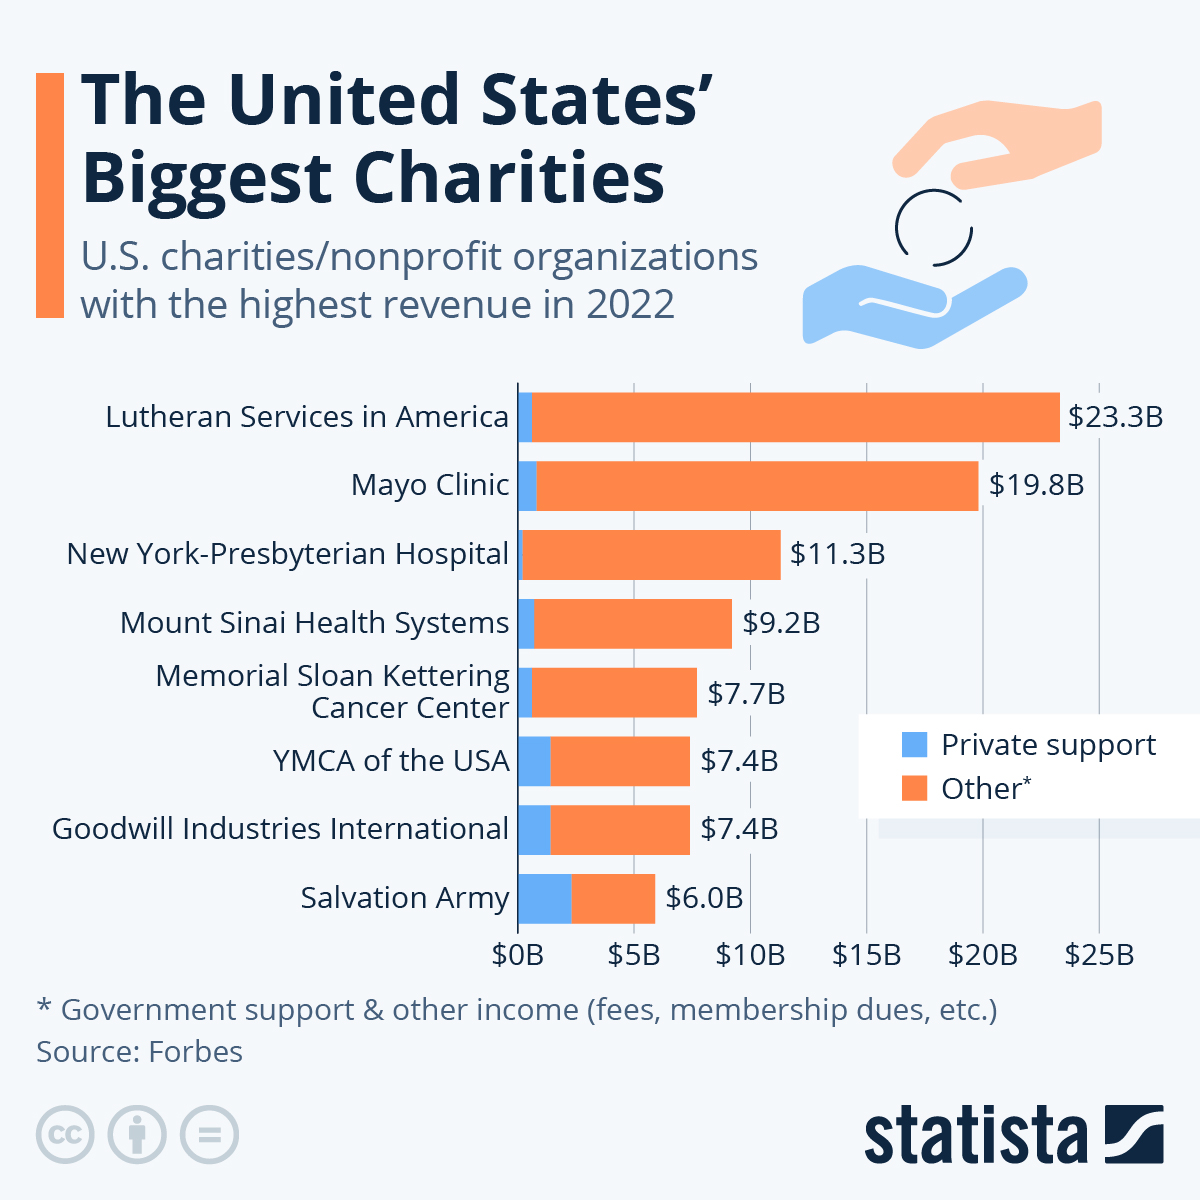 The United States’
Biggest Charities
U.S. charities/nonprofit organizations
with the highest revenue in 2022
Lutheran Services in America
$23.3B
Mayo Clinic
$19.8B
New York-Presbyterian Hospital
$11.3B
Mount Sinai Health Systems
$9.2B
Memorial Sloan Kettering
Cancer Center
$7.7B
YMCA of the USA
$7.4B
Goodwill Industries International
$7.4B
Salvation Army
$6.0B
Private support
Other*
$0B $5B $10B $15B $20B $25B
* Government support & other income (fees, membership dues, etc.)
Source: Forbes
cc
statista